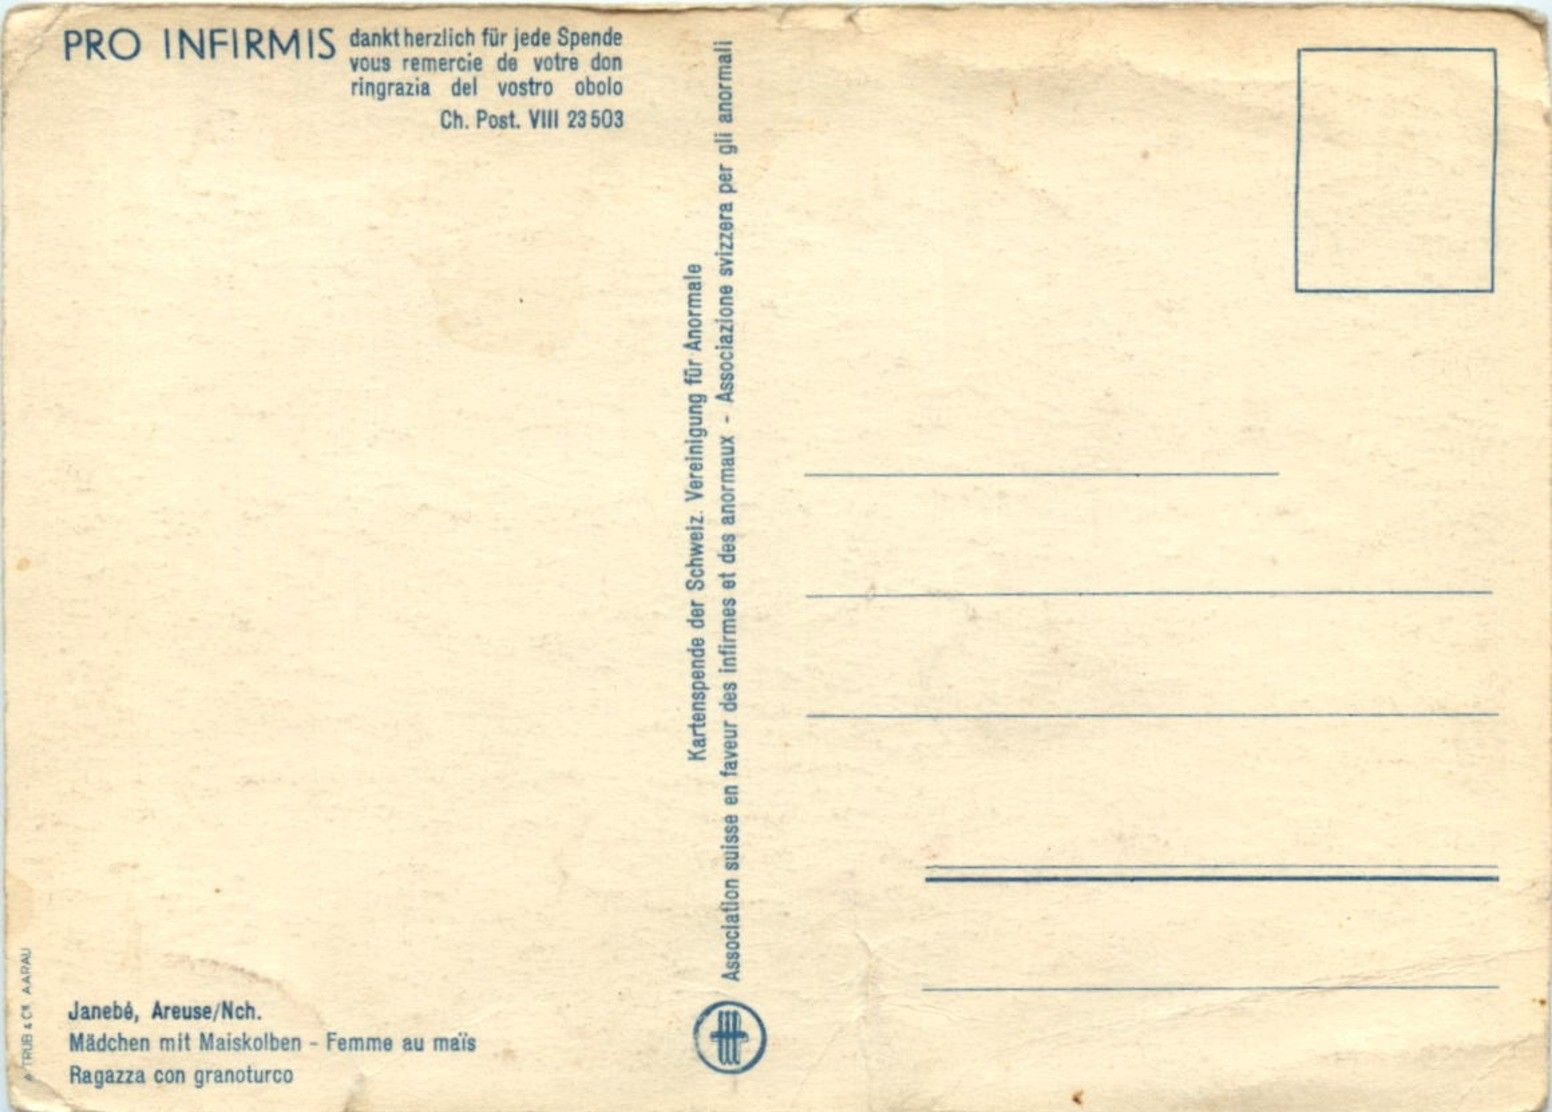 PRO INFIRMIS
dankt herzlich für jede Spende
vous remercie de votre don
ringrazia del vostro obolo
Ch. Post. VIII 23 503
Kartenspende der Schweiz. Vereinigung für Anormale
Association suisse en faveur des infirmes et des anormaux - Associazione svizzera per gli anormali
Janebé, Areuse/Nch.
Mädchen mit Maiskolben - Femme au maïs
Ragazza con granoturco
A. TRÜB & CIE AARAU